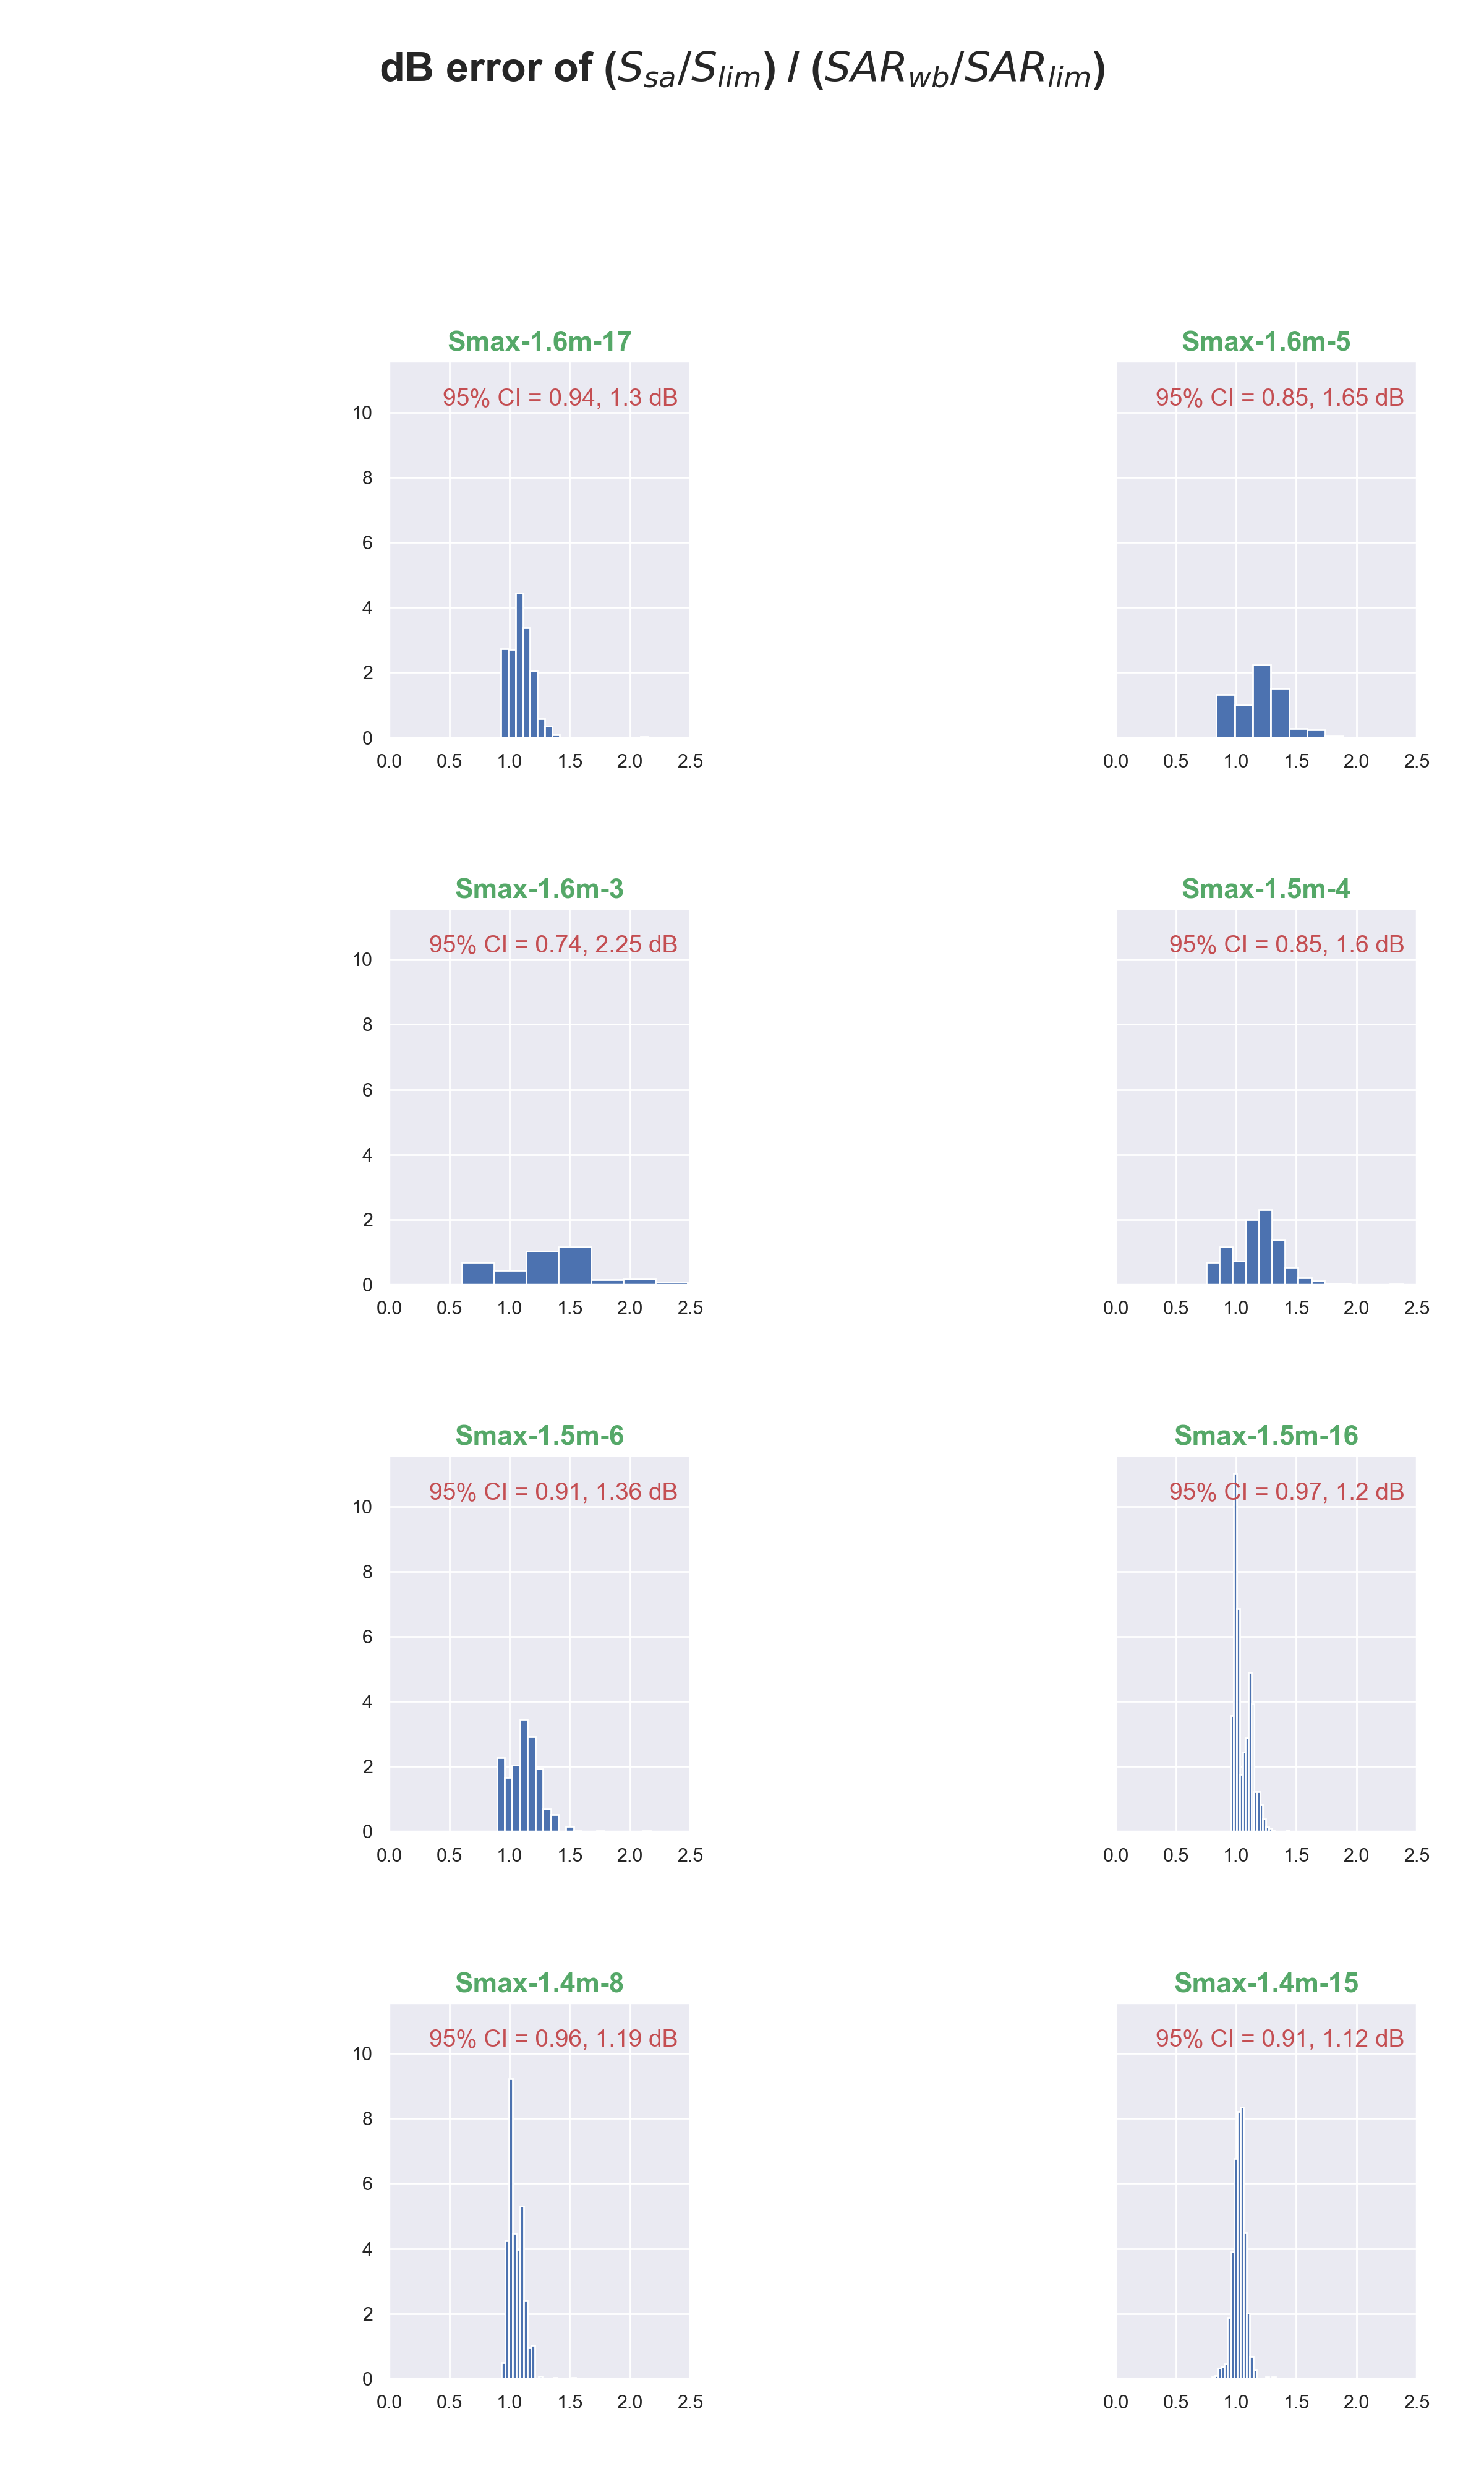 dB error of (S_sa/S_lim) / (SAR_wb/SAR_lim)
Smax-1.6m-17
95% CI = 0.94, 1.3 dB
10
8
6
4
2
0
0.0 0.5 1.0 1.5 2.0 2.5
Smax-1.6m-5
95% CI = 0.85, 1.65 dB
0.0 0.5 1.0 1.5 2.0 2.5
Smax-1.6m-3
95% CI = 0.74, 2.25 dB
10
8
6
4
2
0
0.0 0.5 1.0 1.5 2.0 2.5
Smax-1.5m-4
95% CI = 0.85, 1.6 dB
0.0 0.5 1.0 1.5 2.0 2.5
Smax-1.5m-6
95% CI = 0.91, 1.36 dB
10
8
6
4
2
0
0.0 0.5 1.0 1.5 2.0 2.5
Smax-1.5m-16
95% CI = 0.97, 1.2 dB
0.0 0.5 1.0 1.5 2.0 2.5
Smax-1.4m-8
95% CI = 0.96, 1.19 dB
10
8
6
4
2
0
0.0 0.5 1.0 1.5 2.0 2.5
Smax-1.4m-15
95% CI = 0.91, 1.12 dB
0.0 0.5 1.0 1.5 2.0 2.5